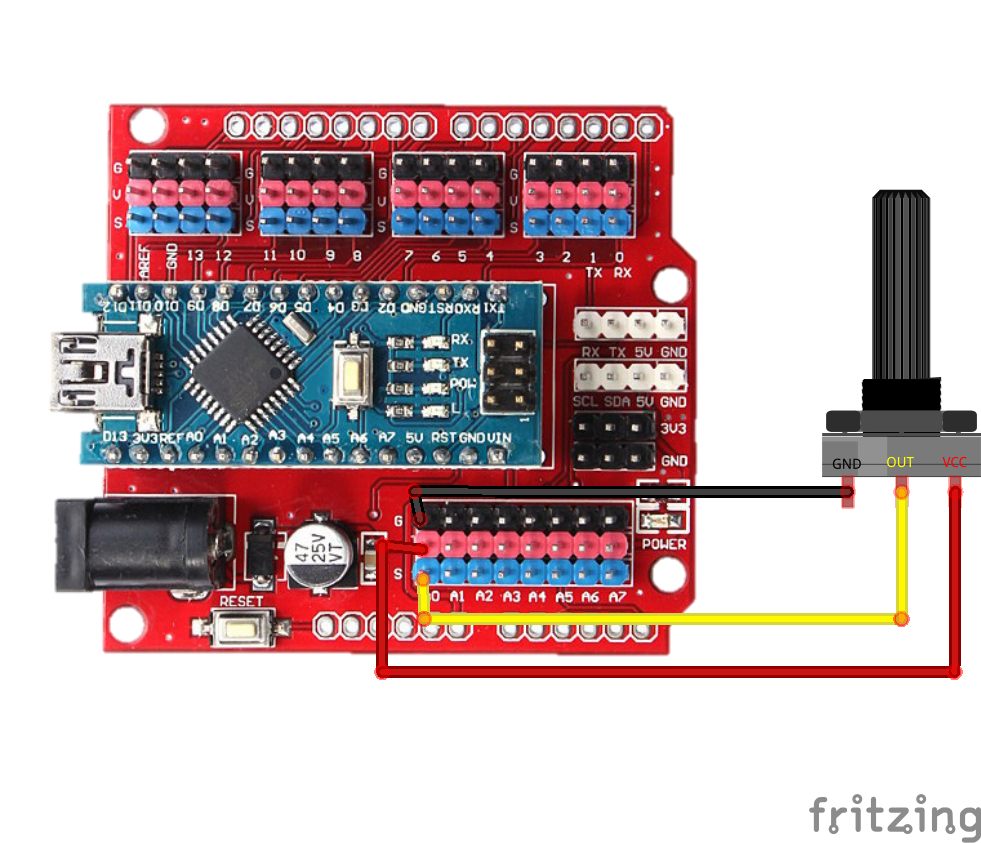 G
V
S
G
V
S
G
V
S
G
V
S
AREF
GND
13 12
11 10 9 8
7 6 5 4
3 2 1 0
TX RX
D12 D11 D10 D9 D8 D7 D6 D5 D4 D3 D2 GND RST RX0 TX1
RX
TX
POW
L
1
D13 3V3 REF A0 A1 A2 A3 A4 A5 A6 A7 5V RST GND VIN
RX TX 5V GND
SCL SDA 5V GND
3V3
GND
GND OUT VCC
47
25V
VT
G
S
POWER
A1 A2 A3 A4 A5 A6 A7
RESET
fritzing